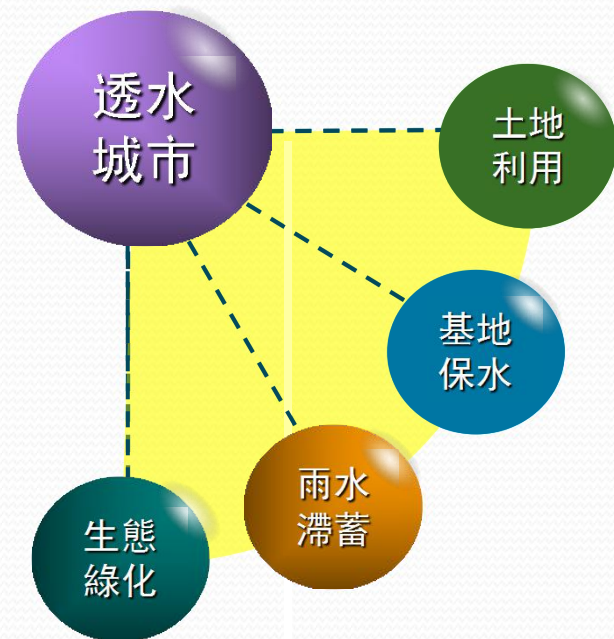 透水
城市
土地
利用
基地
保水
雨水
滯蓄
生態
綠化